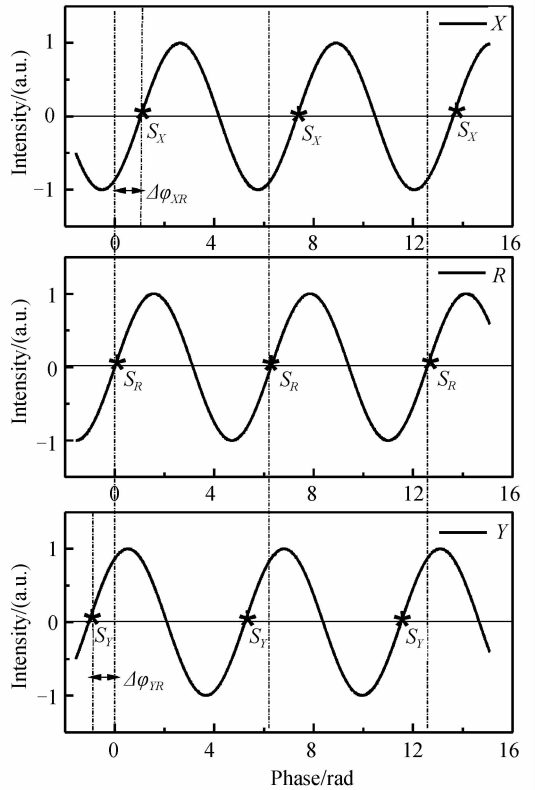 X
1
0
−1
Intensity/(a.u.)
S_X
S_X
S_X
Δφ_XR
0 4 8 12 16
R
1
0
−1
Intensity/(a.u.)
S_R
S_R
S_R
0 4 8 12 16
Y
1
0
−1
Intensity/(a.u.)
S_Y
S_Y
S_Y
Δφ_YR
0 4 8 12 16
Phase/rad